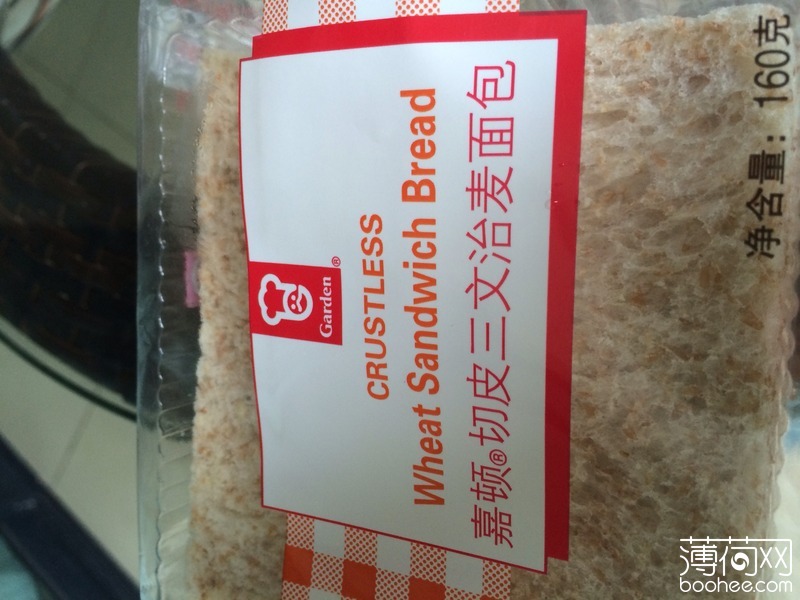 Garden®
CRUSTLESS
Wheat Sandwich Bread
嘉顿®切皮三文治麦面包
净含量：160克
薄荷网
boohee.com